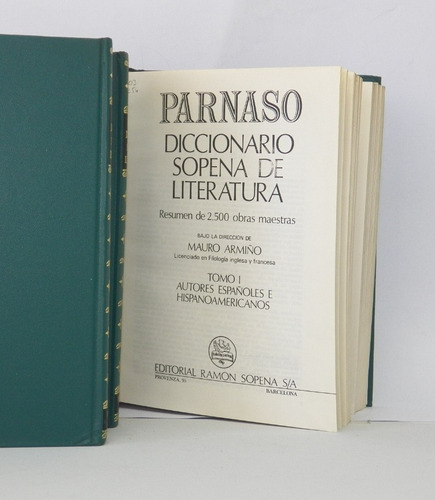 PARNASO
DICCIONARIO
SOPENA DE
LITERATURA
Resumen de 2.500 obras maestras
BAJO LA DIRECCIÓN DE
MAURO ARMIÑO
Licenciado en Filología inglesa y francesa
TOMO I
AUTORES ESPAÑOLES E
HISPANOAMERICANOS
EDITORIAL RAMÓN SOPENA S/A
PROVENZA, 95
BARCELONA